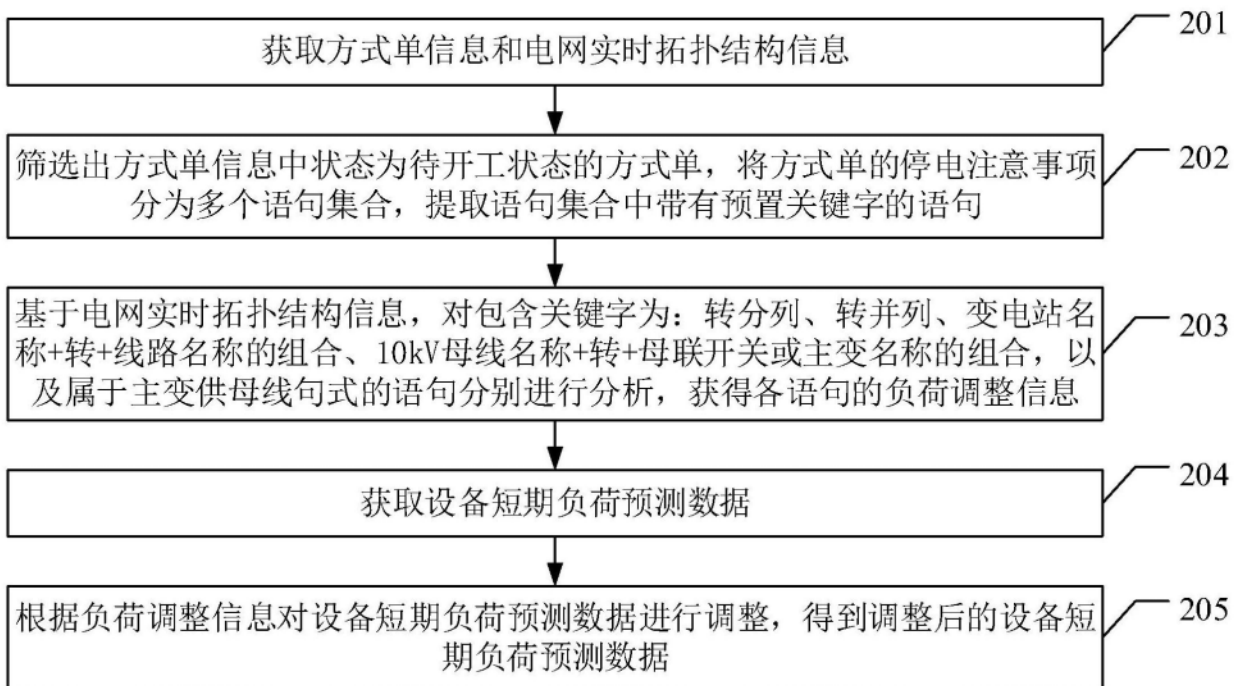 获取方式单信息和电网实时拓扑结构信息
201
筛选出方式单信息中状态为待开工状态的方式单，将方式单的停电注意事项
分为多个语句集合，提取语句集合中带有预置关键字的语句
202
基于电网实时拓扑结构信息，对包含关键字为：转分列、转并列、变电站名
称+转+线路名称的组合、10kV母线名称+转+母联开关或主变名称的组合，以
及属于主变供母线句式的语句分别进行分析，获得各语句的负荷调整信息
203
获取设备短期负荷预测数据
204
根据负荷调整信息对设备短期负荷预测数据进行调整，得到调整后的设备短
期负荷预测数据
205